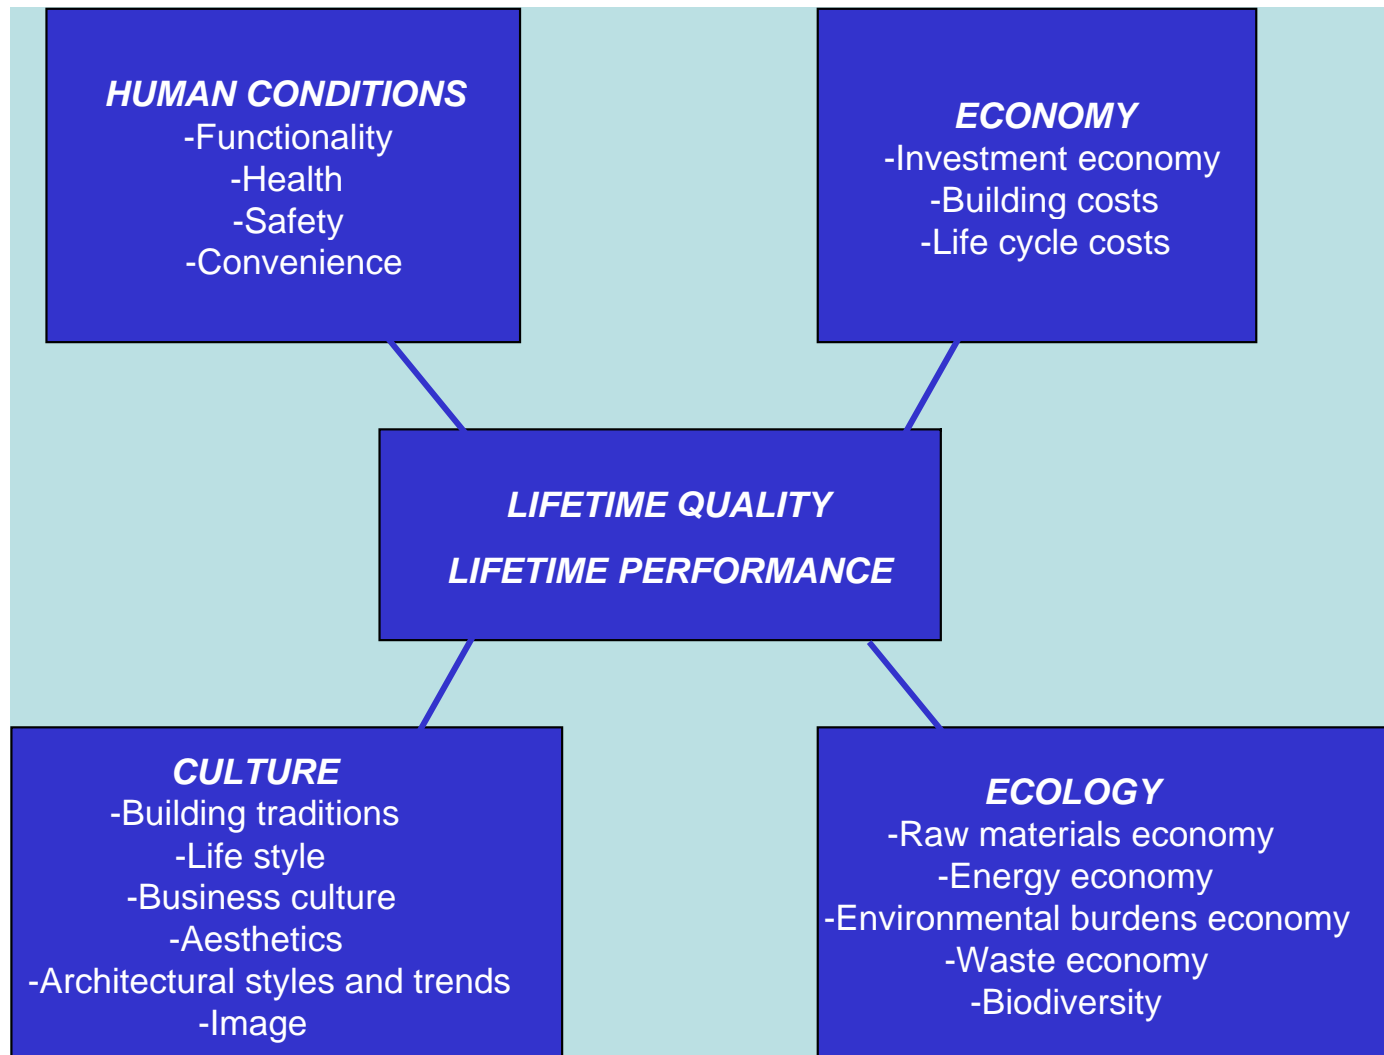 HUMAN CONDITIONS
-Functionality
-Health
-Safety
-Convenience
ECONOMY
-Investment economy
-Building costs
-Life cycle costs
LIFETIME QUALITY
LIFETIME PERFORMANCE
CULTURE
-Building traditions
-Life style
-Business culture
-Aesthetics
-Architectural styles and trends
-Image
ECOLOGY
-Raw materials economy
-Energy economy
-Environmental burdens economy
-Waste economy
-Biodiversity